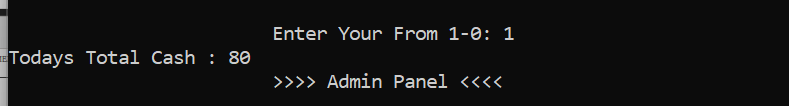 Enter Your From 1-0: 1
Todays Total Cash : 80
>>>> Admin Panel <<<<